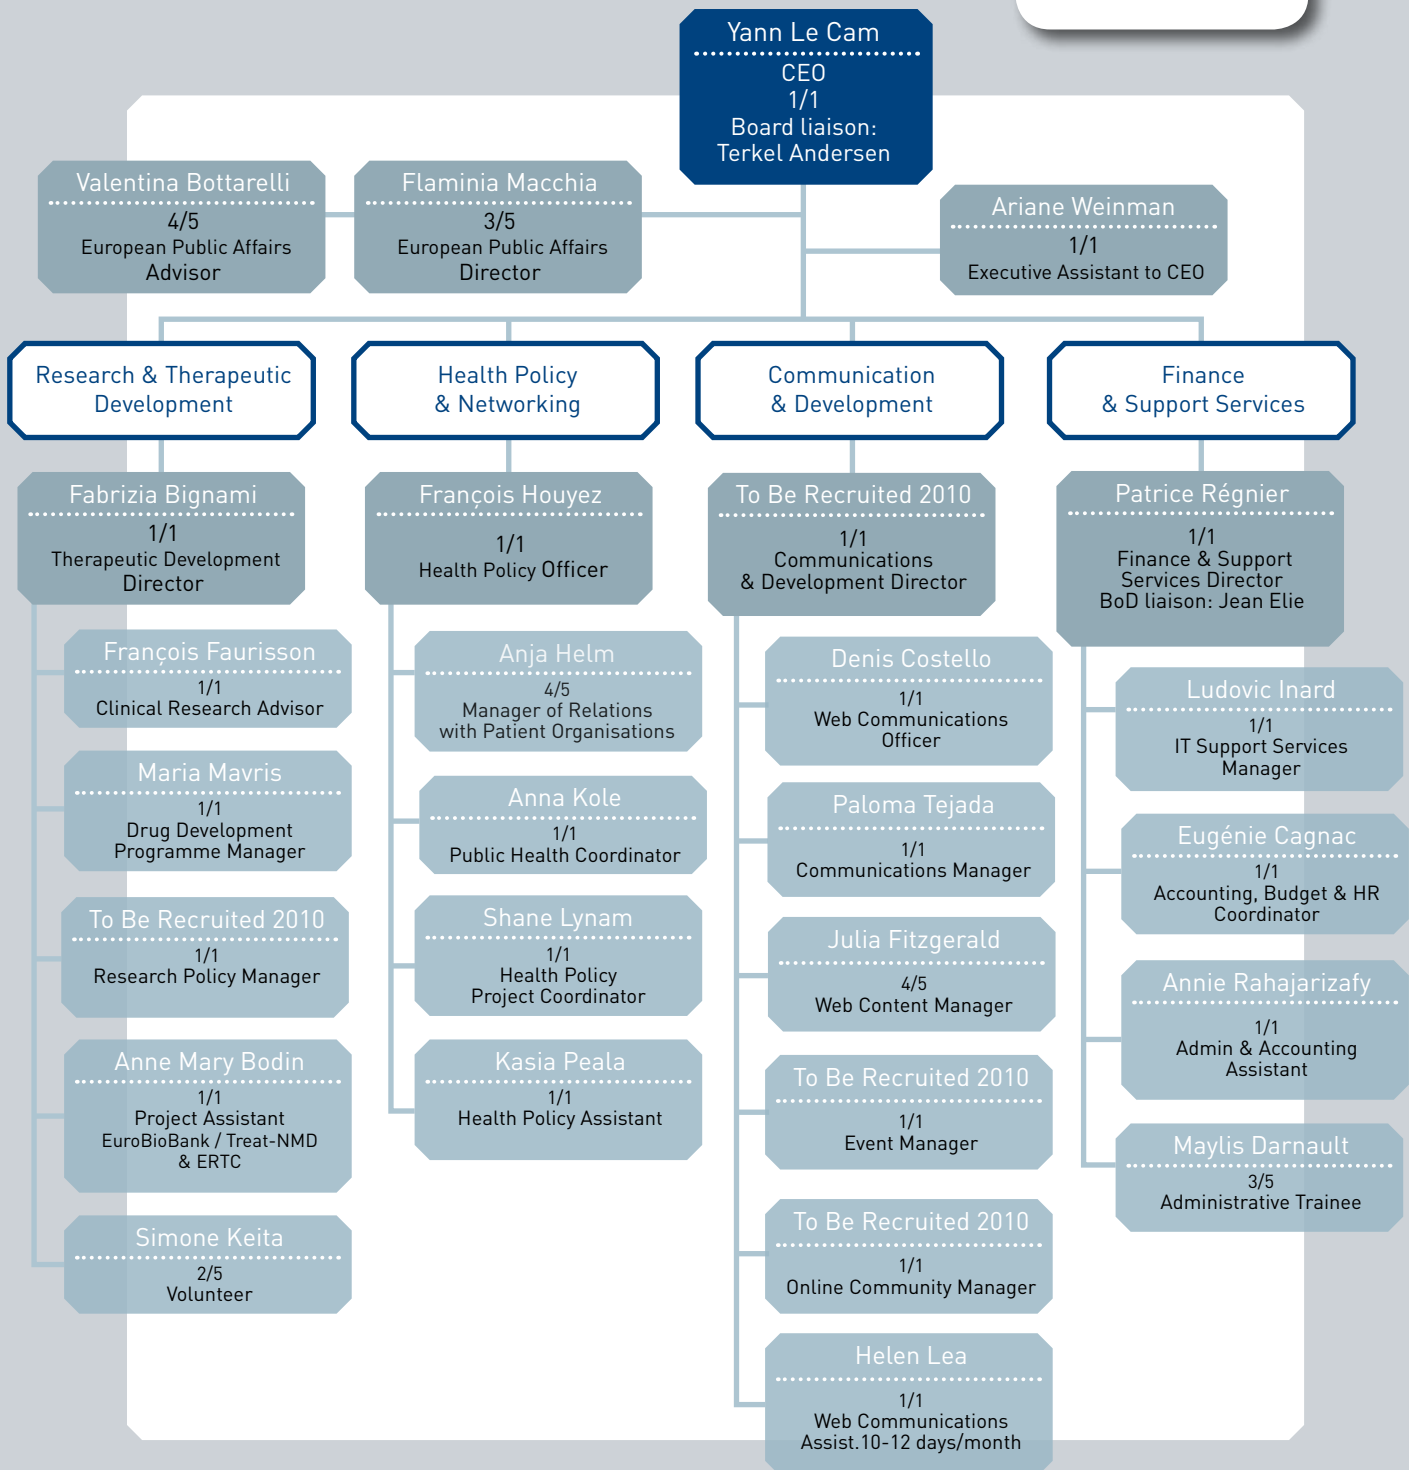 Yann Le Cam
CEO
1/1
Board liaison:
Terkel Andersen
Valentina Bottarelli
4/5
European Public Affairs
Advisor
Flaminia Macchia
3/5
European Public Affairs
Director
Ariane Weinman
1/1
Executive Assistant to CEO
Research & Therapeutic
Development
Health Policy
& Networking
Communication
& Development
Finance
& Support Services
Fabrizia Bignami
1/1
Therapeutic Development
Director
François Faurisson
1/1
Clinical Research Advisor
Maria Mavris
1/1
Drug Development
Programme Manager
To Be Recruited 2010
1/1
Research Policy Manager
Anne Mary Bodin
1/1
Project Assistant
EuroBioBank / Treat-NMD
& ERTC
Simone Keita
2/5
Volunteer
François Houyez
1/1
Health Policy Officer
Anja Helm
4/5
Manager of Relations
with Patient Organisations
Anna Kole
1/1
Public Health Coordinator
Shane Lynam
1/1
Health Policy
Project Coordinator
Kasia Peala
1/1
Health Policy Assistant
To Be Recruited 2010
1/1
Communications
& Development Director
Denis Costello
1/1
Web Communications
Officer
Paloma Tejada
1/1
Communications Manager
Julia Fitzgerald
4/5
Web Content Manager
To Be Recruited 2010
1/1
Event Manager
To Be Recruited 2010
1/1
Online Community Manager
Helen Lea
1/1
Web Communications
Assist.10-12 days/month
Patrice Régnier
1/1
Finance & Support
Services Director
BoD liaison: Jean Elie
Ludovic Inard
1/1
IT Support Services
Manager
Eugénie Cagnac
1/1
Accounting, Budget & HR
Coordinator
Annie Rahajarizafy
1/1
Admin & Accounting
Assistant
Maylis Darnault
3/5
Administrative Trainee